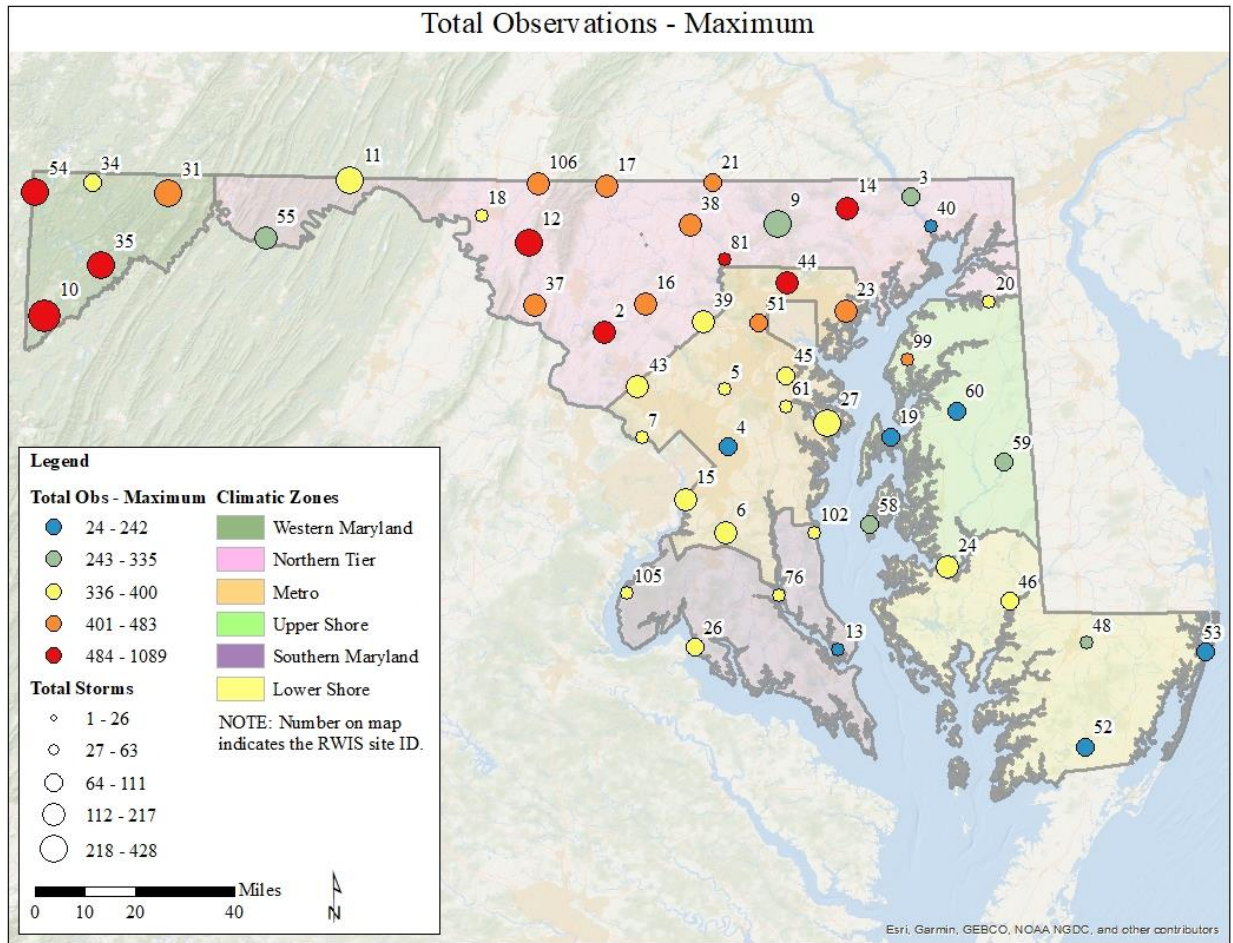 Total Observations - Maximum
54
34
31
11
106
17
21
3
18
55
12
38
9
14
40
35
81
10
37
16
44
20
2
39
51
23
99
43
5
45
61
27
60
7
4
19
59
15
6
102
58
24
105
76
46
26
13
48
53
52
Legend
Total Obs - Maximum
24 - 242
243 - 335
336 - 400
401 - 483
484 - 1089
Total Storms
1 - 26
27 - 63
64 - 111
112 - 217
218 - 428
Climatic Zones
Western Maryland
Northern Tier
Metro
Upper Shore
Southern Maryland
Lower Shore
NOTE: Number on map
indicates the RWIS site ID.
Miles
0 10 20 40
N
Esri, Garmin, GEBCO, NOAA NGDC, and other contributors